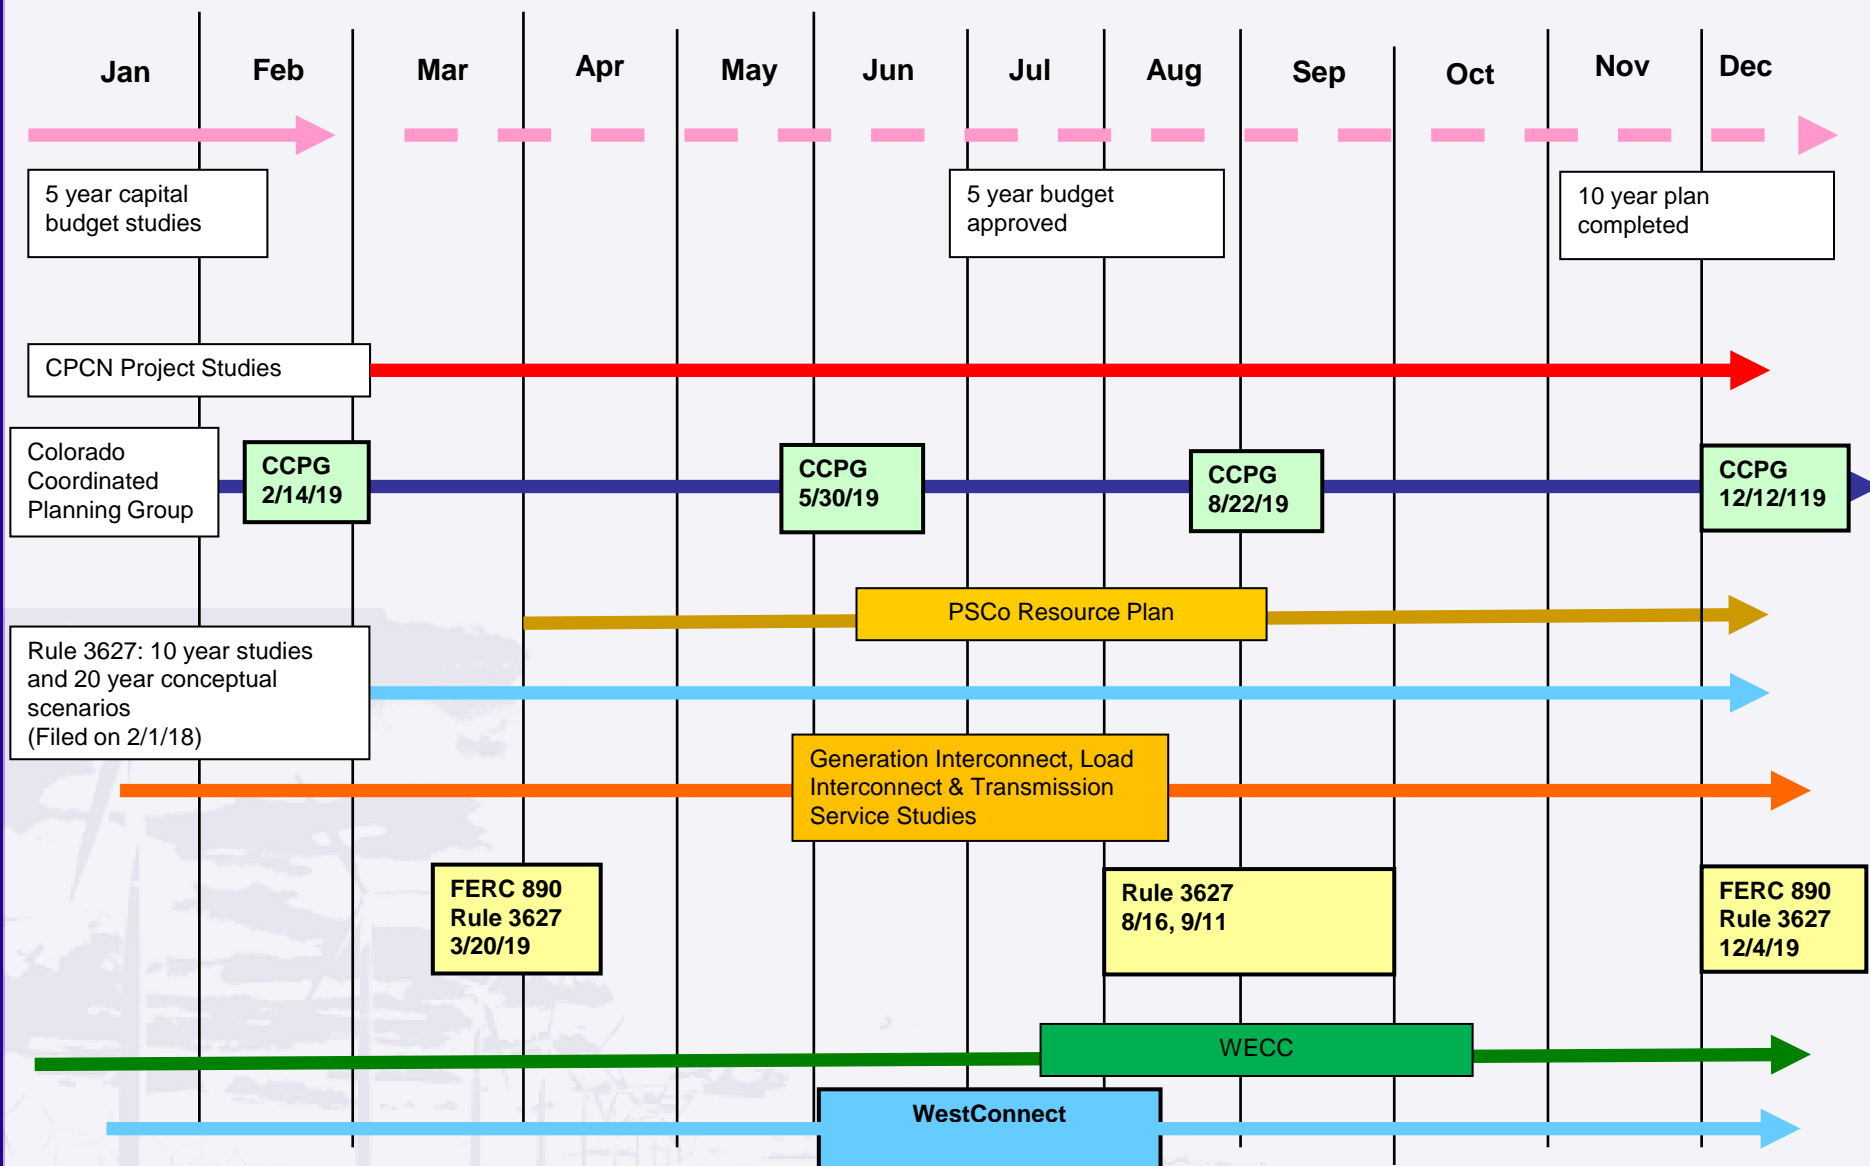 Jan Feb Mar Apr May Jun Jul Aug Sep Oct Nov Dec
5 year capital
budget studies
5 year budget
approved
10 year plan
completed
CPCN Project Studies
Colorado
Coordinated
Planning Group
CCPG
2/14/19
CCPG
5/30/19
CCPG
8/22/19
CCPG
12/12/119
PSCo Resource Plan
Rule 3627: 10 year studies
and 20 year conceptual
scenarios
(Filed on 2/1/18)
Generation Interconnect, Load
Interconnect & Transmission
Service Studies
FERC 890
Rule 3627
3/20/19
Rule 3627
8/16, 9/11
FERC 890
Rule 3627
12/4/19
WECC
WestConnect